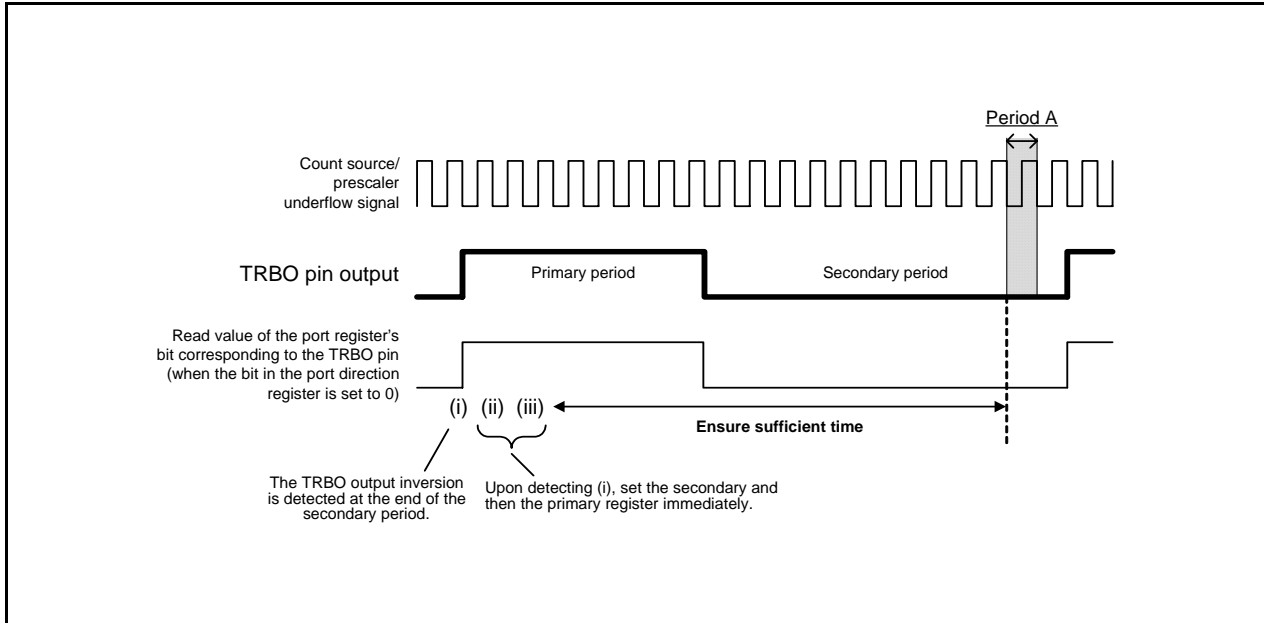 Period A
Count source/
prescaler
underflow signal
TRBO pin output
Primary period
Secondary period
Read value of the port register's
bit corresponding to the TRBO pin
(when the bit in the port direction
register is set to 0)
(i) (ii) (iii)
Ensure sufficient time
The TRBO output inversion
is detected at the end of the
secondary period.
Upon detecting (i), set the secondary and
then the primary register immediately.